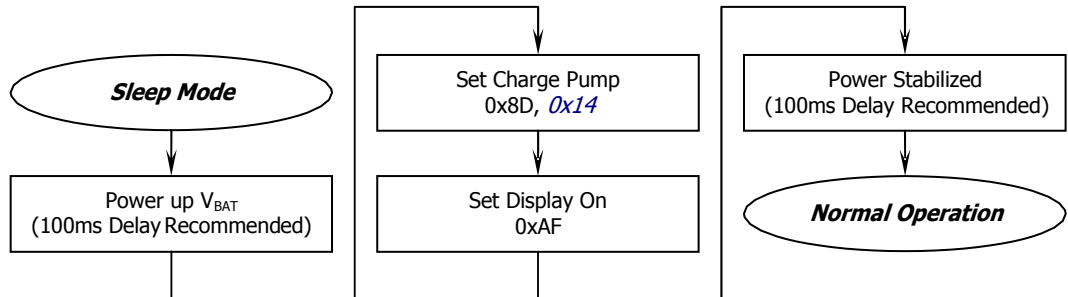 Sleep Mode
Power up VBAT
(100ms Delay Recommended)
Set Charge Pump
0x8D, 0x14
Set Display On
0xAF
Power Stabilized
(100ms Delay Recommended)
Normal Operation